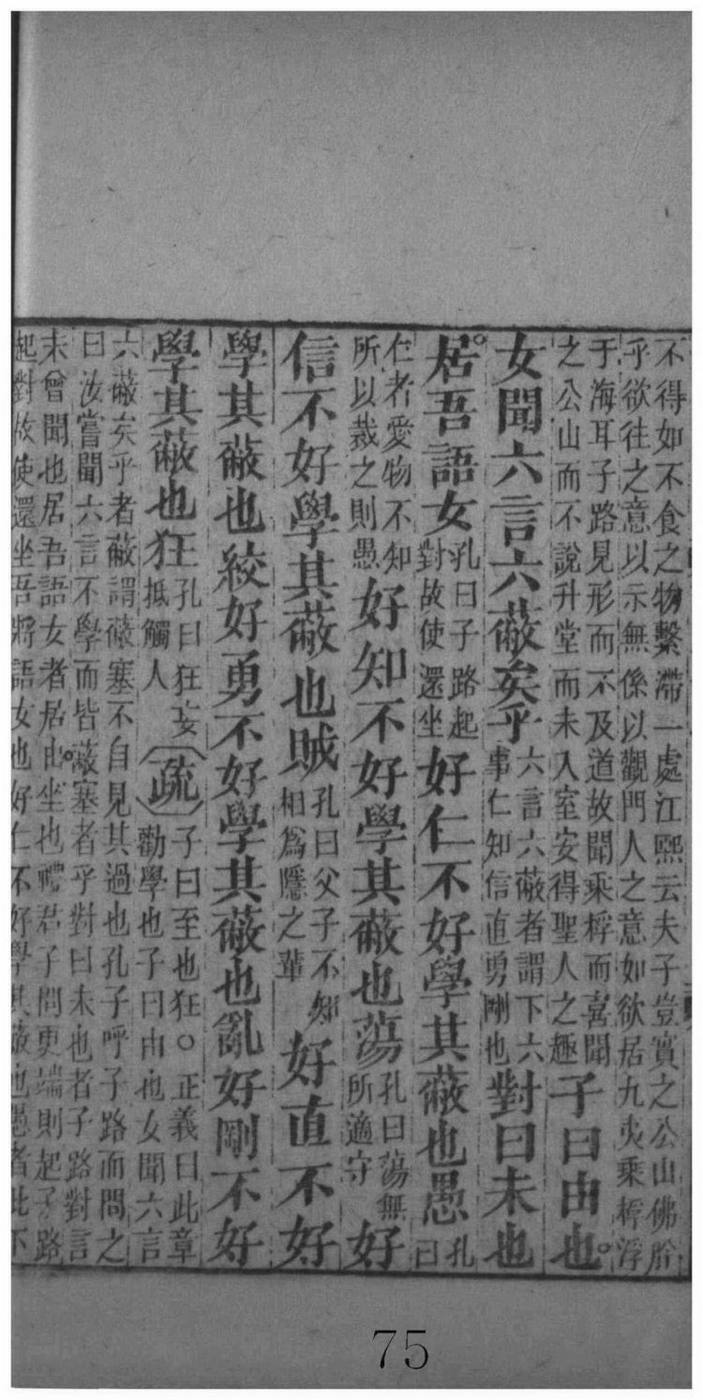 不得如不食之物繫滯一處江熙云夫子豈實之公山佛肸
乎欲往之意以示無係以觀門人之意如欲居九夷乘桴浮
于海耳子路見形而不及道故聞乘桴而喜聞
之公山而不說升堂而未入室安得聖人之趣
子曰由也
女聞六言六蔽矣乎
六言六蔽者謂下六
事仁知信直勇剛也
對曰未也
居吾語女
孔曰子路起
對故使還坐
好仁不好學其蔽也愚
孔
曰
仁者愛物不知
所以裁之則愚
好知不好學其蔽也蕩
孔曰蕩無
所適守
好
信不好學其蔽也賊
孔曰父子不知
相爲隱之輩
好直不好
學其蔽也絞好勇不好學其蔽也亂好剛不好
學其蔽也狂
孔曰狂妄
抵觸人
疏
子曰至也狂○正義曰此章
勸學也子曰由也女聞六言
六蔽矣乎者蔽謂蔽塞不自見其過也孔子呼子路而問之
曰汝嘗聞六言不學而皆蔽塞者乎對曰未也者子路對言
未曾聞也居吾語女者居由坐也禮君子問更端則起子路
起對故使還坐吾將語女也好仁不好學其蔽也愚者此下
75